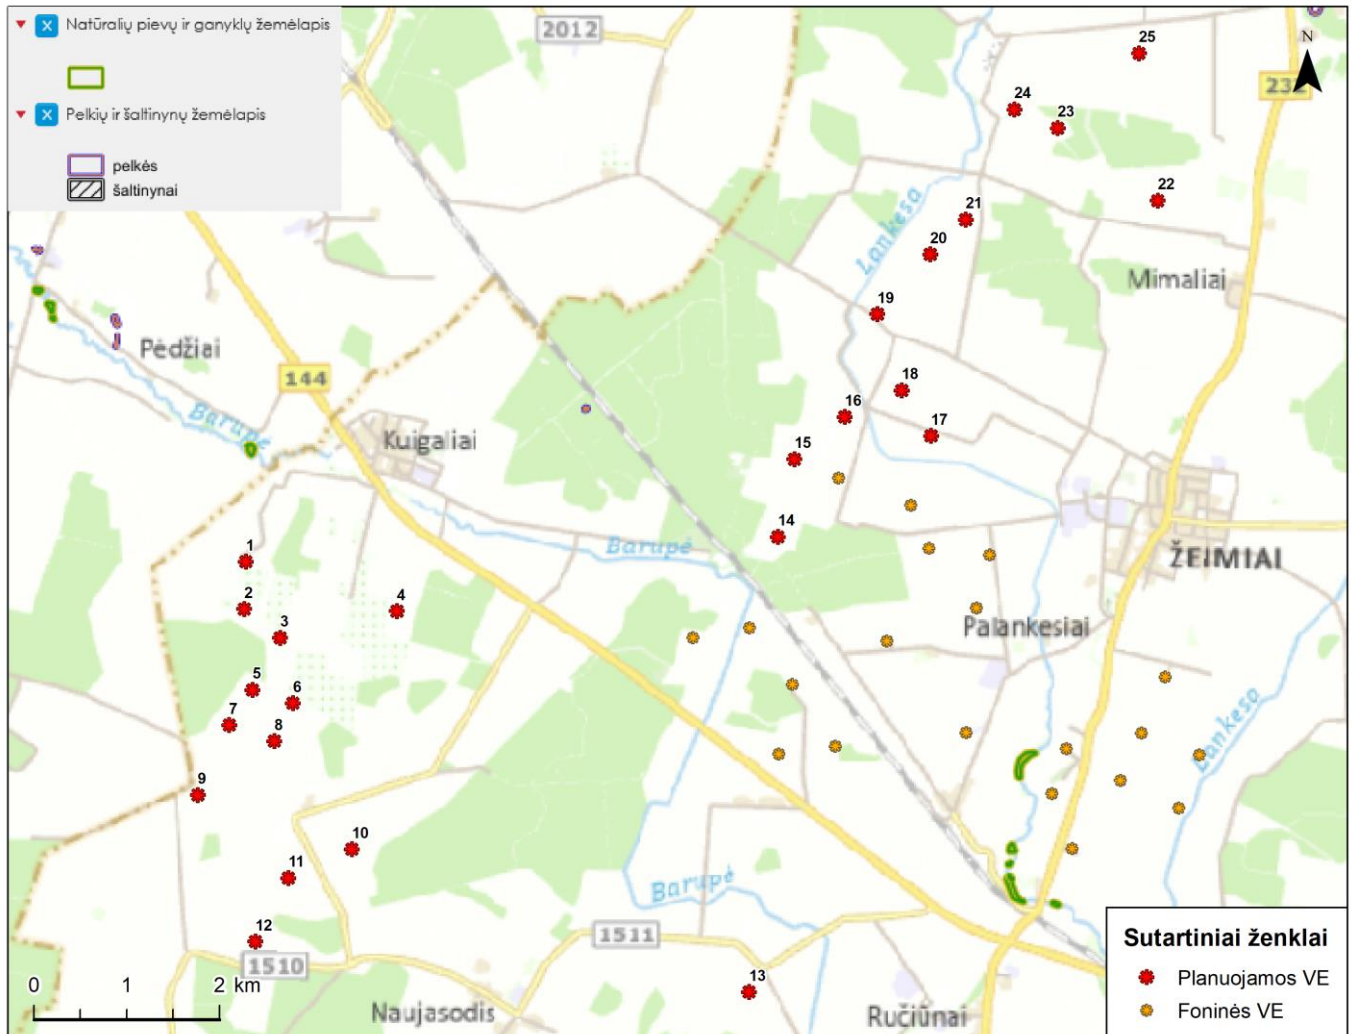 Natūralių pievų ir ganyklų žemėlapis
Pelkių ir šaltinynų žemėlapis
pelkės
šaltinynai
2012
N
232
25
24
23
22
21
20
19
18
17
16
15
14
Lankesa
Mimaliai
Pėdžiai
144
Barupė
Kuigaliai
Barupė
ŽEIMIAI
Palankesiai
Lankesa
1
2
3
4
5
6
7
8
9
10
11
12
13
Barupė
1511
1510
Naujasodis
Ručiūnai
0 1 2 km
Sutartiniai ženklai
Planuojamos VE
Foninės VE